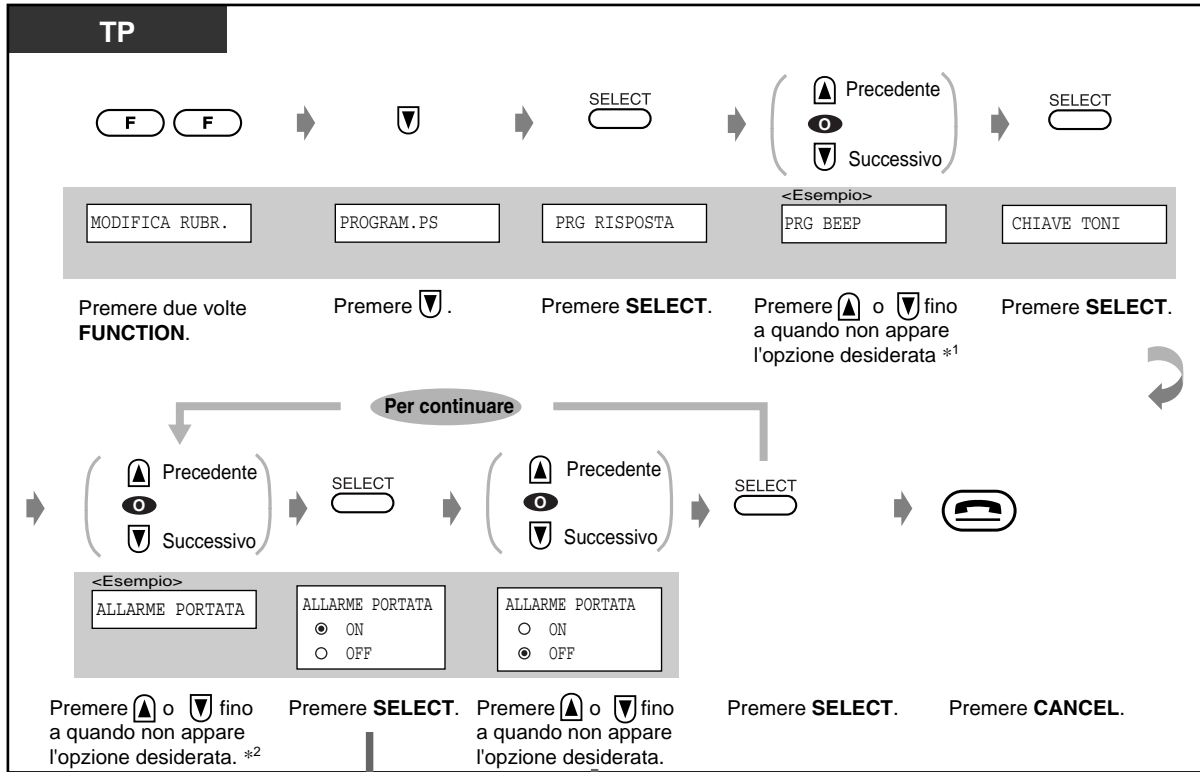 TP
F F
SELECT
Precedente
O
Successivo
SELECT
MODIFICA RUBR.
PROGRAM.PS
PRG RISPOSTA
<Esempio>
PRG BEEP
CHIAVE TONI
Premere due volte
FUNCTION.
Premere .
Premere SELECT.
Premere o fino
a quando non appare
l'opzione desiderata *1
Premere SELECT.
Per continuare
Precedente
O
Successivo
SELECT
Precedente
O
Successivo
SELECT
<Esempio>
ALLARME PORTATA
ALLARME PORTATA
ON
OFF
ALLARME PORTATA
ON
OFF
Premere o fino
a quando non appare
l'opzione desiderata. *2
Premere SELECT.
Premere o fino
a quando non appare
l'opzione desiderata.
Premere SELECT.
Premere CANCEL.